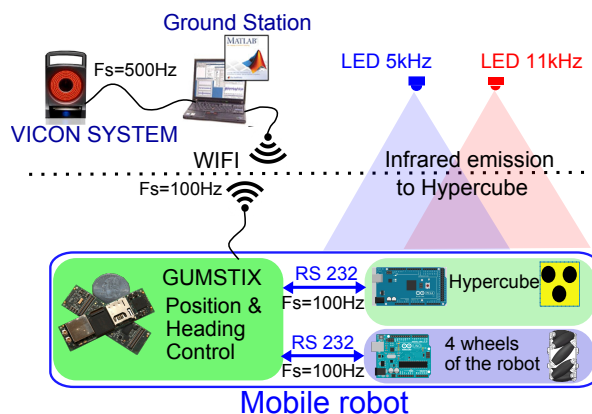 Ground Station
MATLAB
LED 5kHz
LED 11kHz
Fs=500Hz
VICON SYSTEM
WIFI
Infrared emission
to Hypercube
Fs=100Hz
GUMSTIX
Position &
Heading
Control
RS 232
Fs=100Hz
Hypercube
RS 232
Fs=100Hz
4 wheels
of the robot
Mobile robot